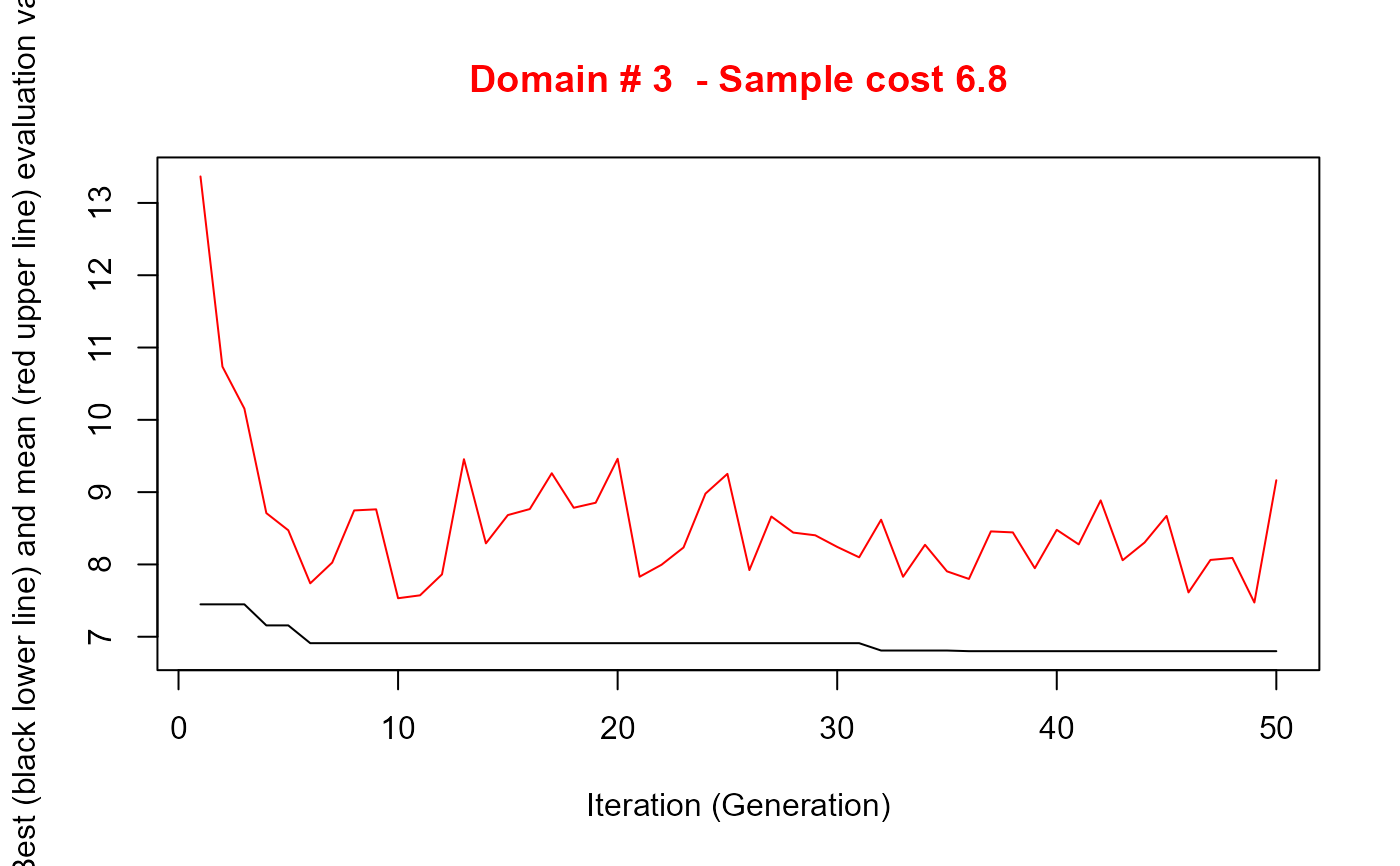 Domain # 3  - Sample cost 6.8
Best (black lower line) and mean (red upper line) evaluation
13
12
11
10
9
8
7
0 10 20 30 40 50
Iteration (Generation)